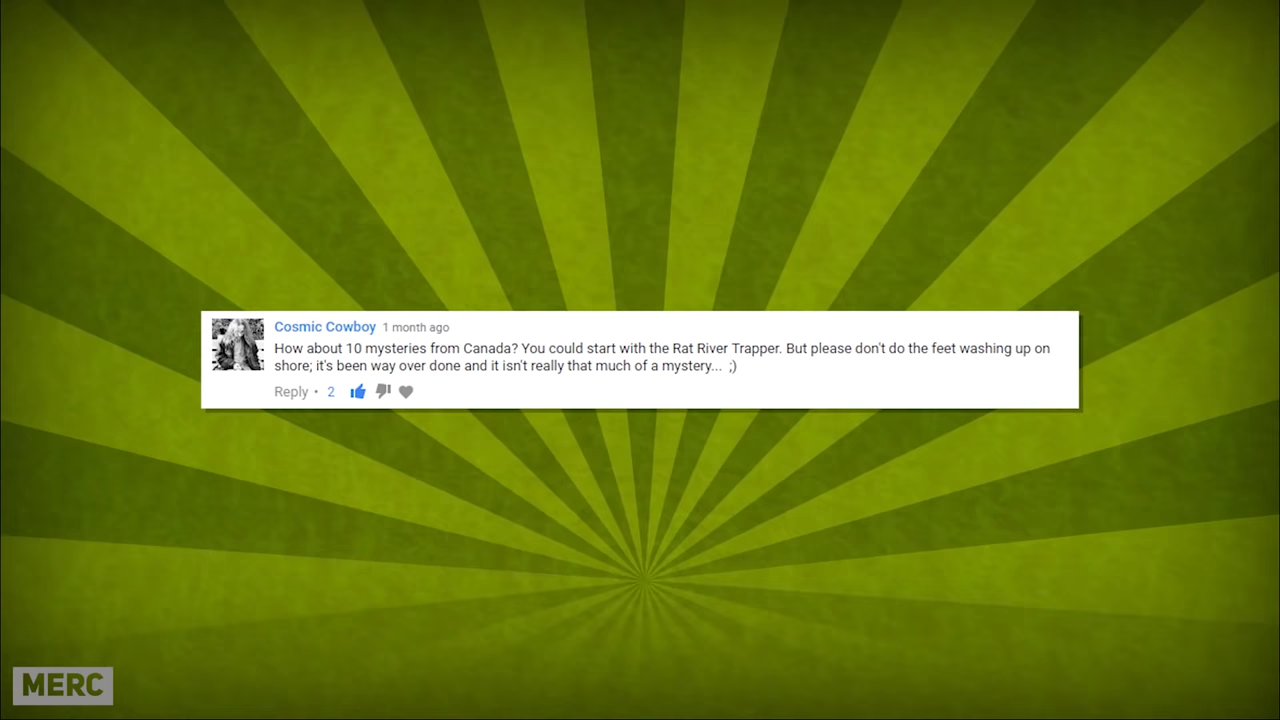 Cosmic Cowboy 1 month ago
How about 10 mysteries from Canada? You could start with the Rat River Trapper. But please don't do the feet washing up on
shore; it's been way over done and it isn't really that much of a mystery... ;)
Reply • 2
MERC